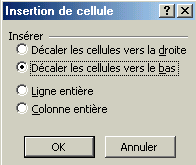 Insertion de cellule
Insérer
Décaler les cellules vers la droite
Décaler les cellules vers le bas
Ligne entière
Colonne entière
OK
Annuler